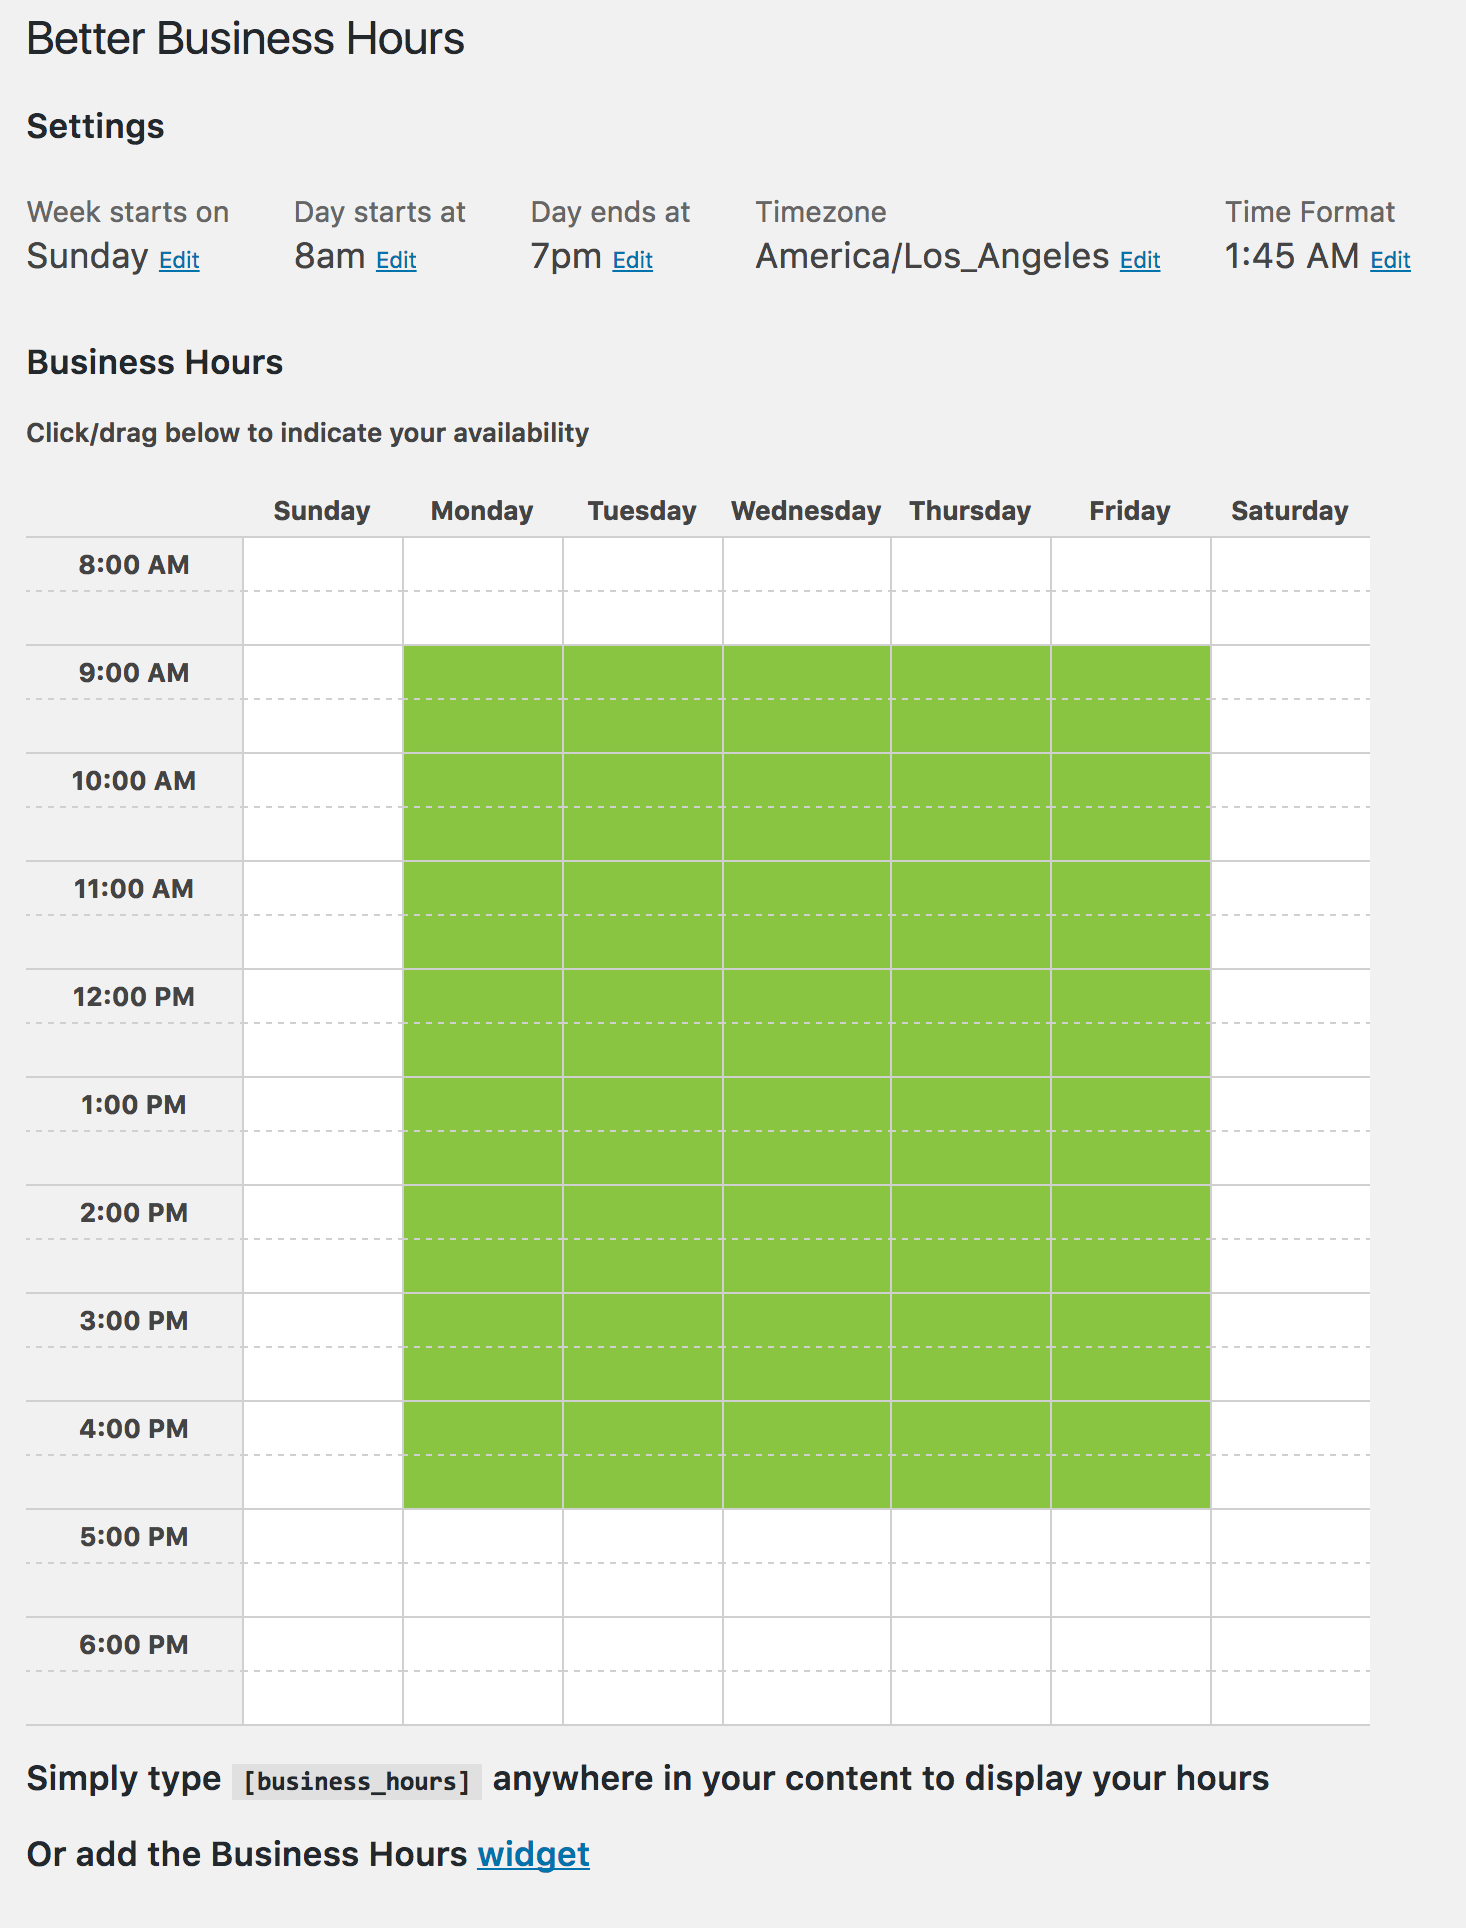 Better Business Hours
Settings
Week starts on Day starts at Day ends at Timezone Time Format
Sunday Edit 8am Edit 7pm Edit America/Los_Angeles Edit 1:45 AM Edit
Business Hours
Click/drag below to indicate your availability
Sunday Monday Tuesday Wednesday Thursday Friday Saturday
8:00 AM
9:00 AM
10:00 AM
11:00 AM
12:00 PM
1:00 PM
2:00 PM
3:00 PM
4:00 PM
5:00 PM
6:00 PM
Simply type [business_hours] anywhere in your content to display your hours
Or add the Business Hours widget